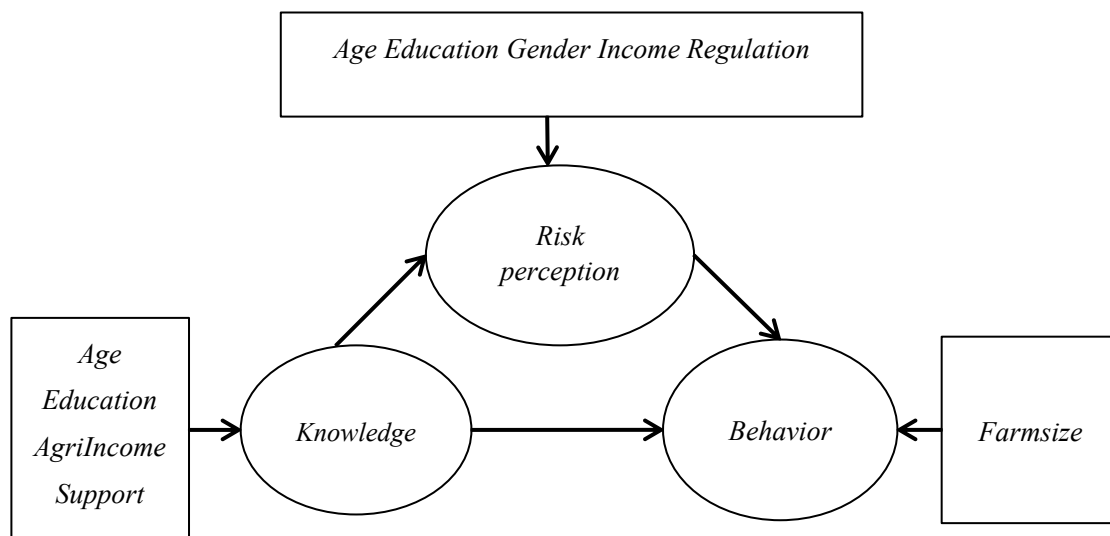 Age Education Gender Income Regulation
Risk
perception
Age
Education
AgriIncome
Support
Knowledge
Behavior
Farmsize